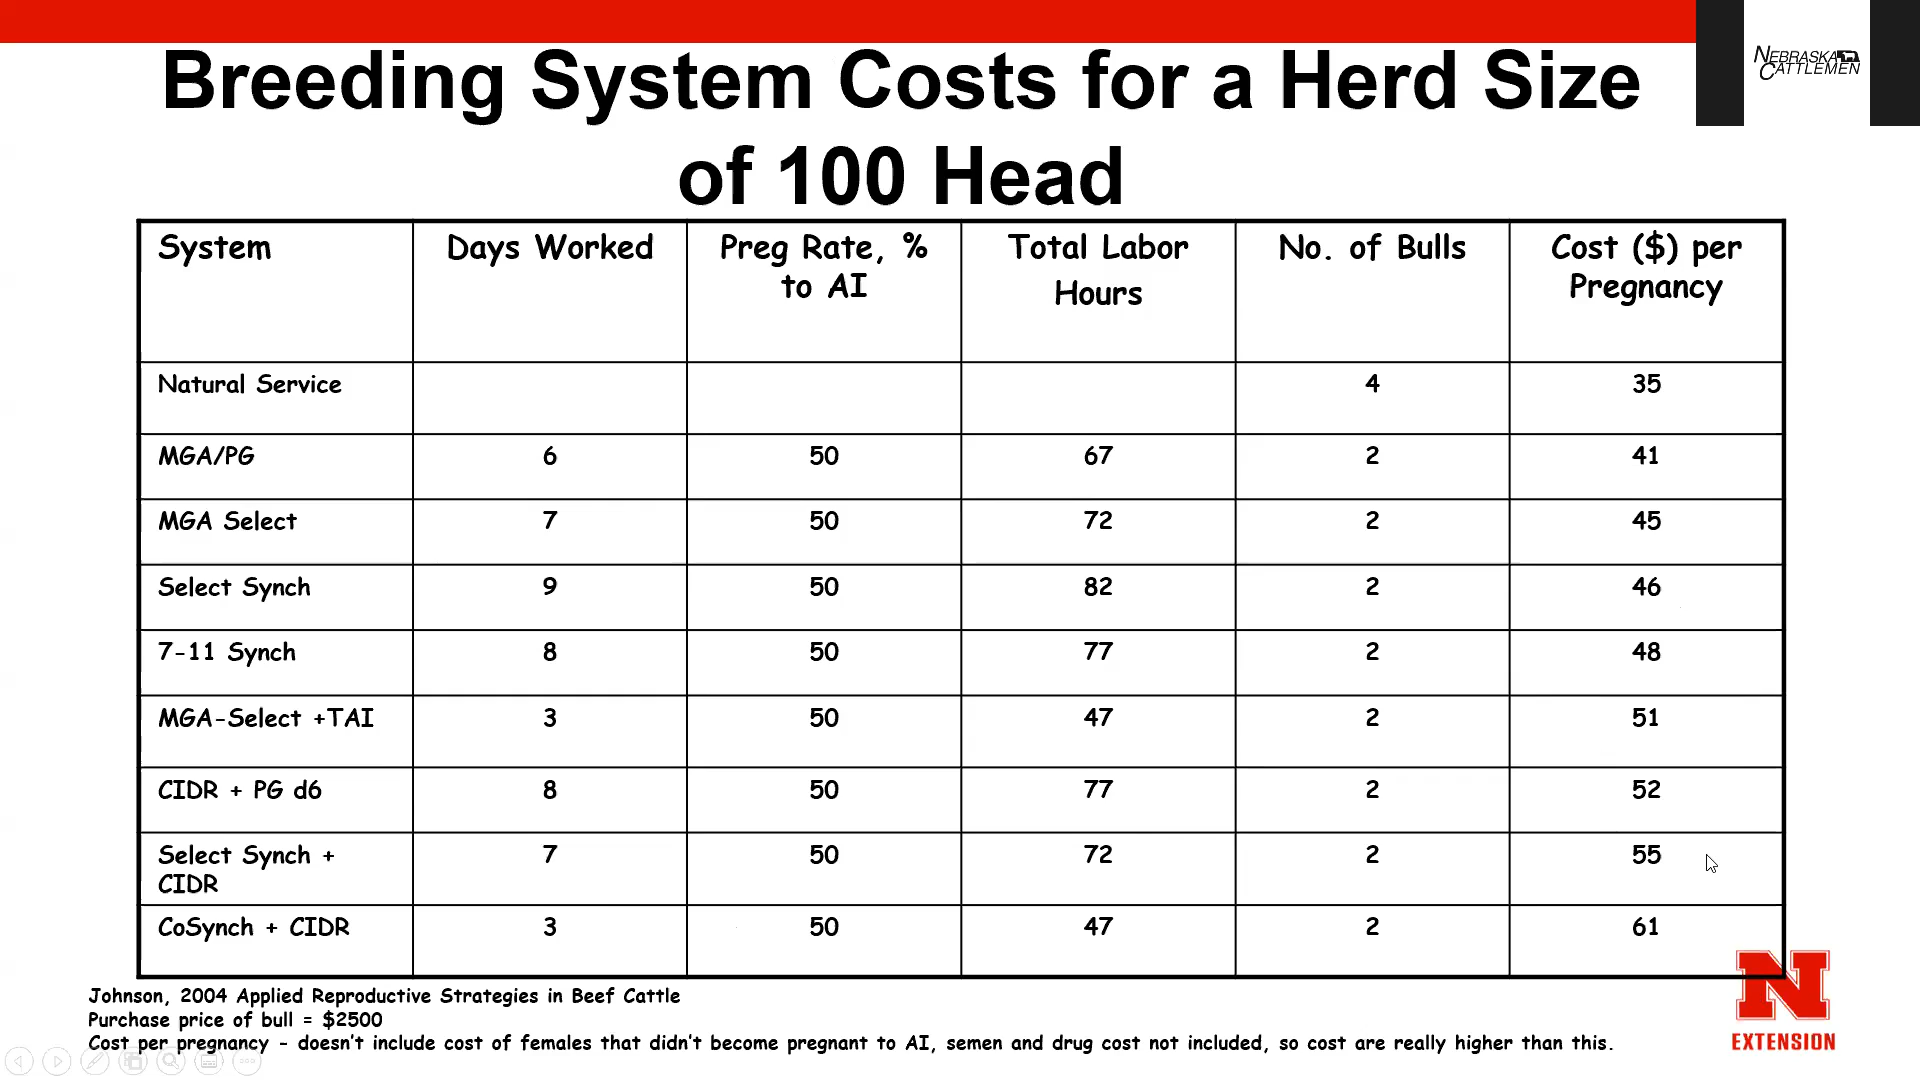 NEBRASKA
CATTLEMEN
Breeding System Costs for a Herd Size
of 100 Head
System Days Worked Preg Rate, % Total Labor No. of Bulls Cost ($) per
to AI Hours Pregnancy
Natural Service 4 35
MGA/PG 6 50 67 2 41
MGA Select 7 50 72 2 45
Select Synch 9 50 82 2 46
7-11 Synch 8 50 77 2 48
MGA-Select +TAI 3 50 47 2 51
CIDR + PG d6 8 50 77 2 52
Select Synch + 7 50 72 2 55
CIDR
CoSynch + CIDR 3 50 47 2 61
Johnson, 2004 Applied Reproductive Strategies in Beef Cattle
Purchase price of bull = $2500
Cost per pregnancy - doesn't include cost of females that didn't become pregnant to AI, semen and drug cost not included, so cost are really higher than this.
N
EXTENSION